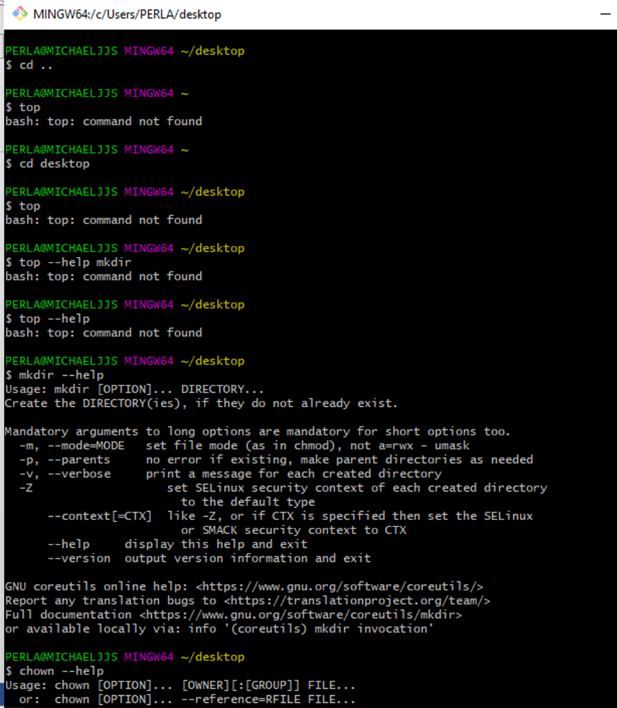 MINGW64:/c/Users/PERLA/desktop
PERLA@MICHAELJJS MINGW64 ~/desktop
$ cd ..
PERLA@MICHAELJJS MINGW64 ~
$ top
bash: top: command not found
PERLA@MICHAELJJS MINGW64 ~
$ cd desktop
PERLA@MICHAELJJS MINGW64 ~/desktop
$ top
bash: top: command not found
PERLA@MICHAELJJS MINGW64 ~/desktop
$ top --help mkdir
bash: top: command not found
PERLA@MICHAELJJS MINGW64 ~/desktop
$ top --help
bash: top: command not found
PERLA@MICHAELJJS MINGW64 ~/desktop
$ mkdir --help
Usage: mkdir [OPTION]... DIRECTORY...
Create the DIRECTORY(ies), if they do not already exist.
Mandatory arguments to long options are mandatory for short options too.
  -m, --mode=MODE   set file mode (as in chmod), not a=rwx - umask
  -p, --parents     no error if existing, make parent directories as needed
  -v, --verbose     print a message for each created directory
  -Z                   set SELinux security context of each created directory
                         to the default type
      --context[=CTX]  like -Z, or if CTX is specified then set the SELinux
                         or SMACK security context to CTX
      --help     display this help and exit
      --version  output version information and exit
GNU coreutils online help: <https://www.gnu.org/software/coreutils/>
Report any translation bugs to <https://translationproject.org/team/>
Full documentation <https://www.gnu.org/software/coreutils/mkdir>
or available locally via: info '(coreutils) mkdir invocation'
PERLA@MICHAELJJS MINGW64 ~/desktop
$ chown --help
Usage: chown [OPTION]... [OWNER][:[GROUP]] FILE...
  or:  chown [OPTION]... --reference=RFILE FILE...